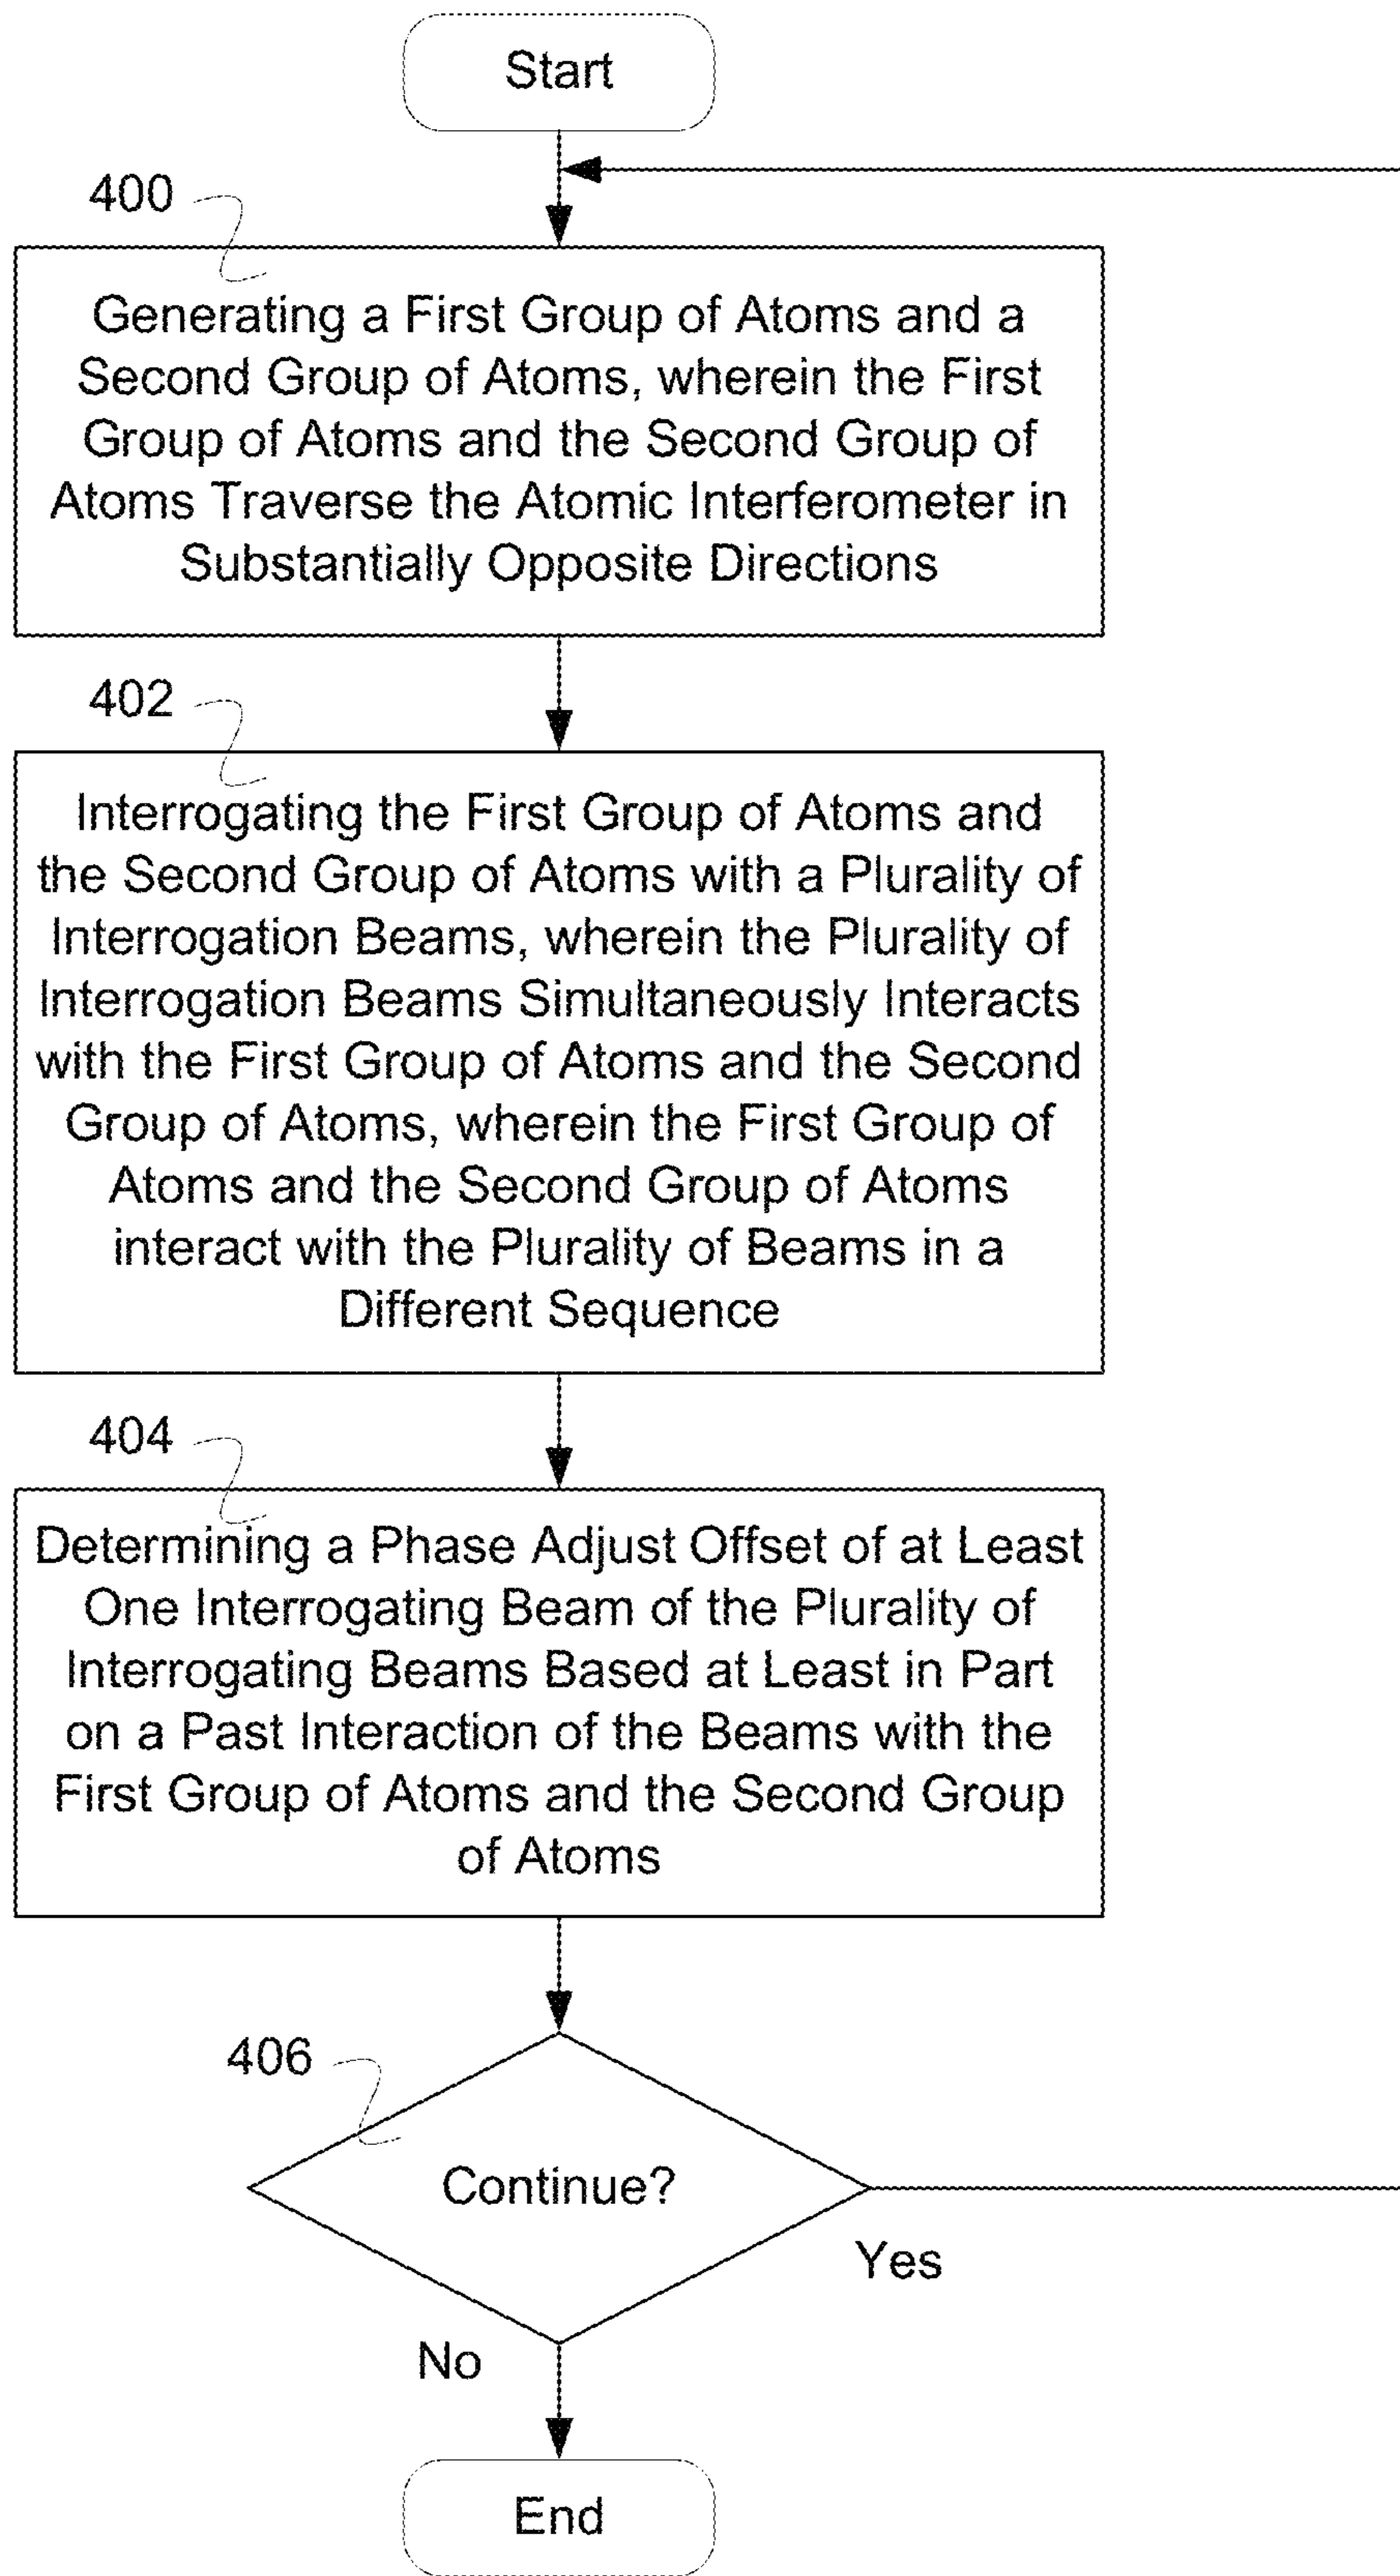 Start
400
Generating a First Group of Atoms and a
Second Group of Atoms, wherein the First
Group of Atoms and the Second Group of
Atoms Traverse the Atomic Interferometer in
Substantially Opposite Directions
402
Interrogating the First Group of Atoms and
the Second Group of Atoms with a Plurality of
Interrogation Beams, wherein the Plurality of
Interrogation Beams Simultaneously Interacts
with the First Group of Atoms and the Second
Group of Atoms, wherein the First Group of
Atoms and the Second Group of Atoms
interact with the Plurality of Beams in a
Different Sequence
404
Determining a Phase Adjust Offset of at Least
One Interrogating Beam of the Plurality of
Interrogating Beams Based at Least in Part
on a Past Interaction of the Beams with the
First Group of Atoms and the Second Group
of Atoms
406
Continue?
Yes
No
End